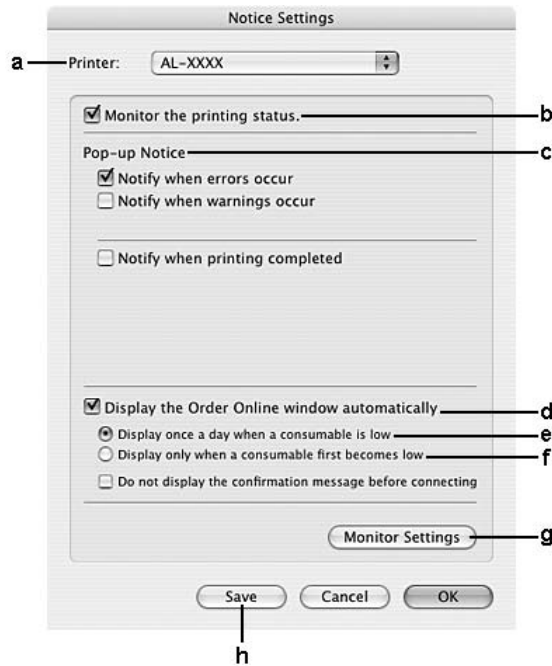 Notice Settings
a Printer: AL-XXXX
Monitor the printing status. b
Pop-up Notice c
Notify when errors occur
Notify when warnings occur
Notify when printing completed
Display the Order Online window automatically d
Display once a day when a consumable is low e
Display only when a consumable first becomes low f
Do not display the confirmation message before connecting
Monitor Settings g
Save Cancel OK
h